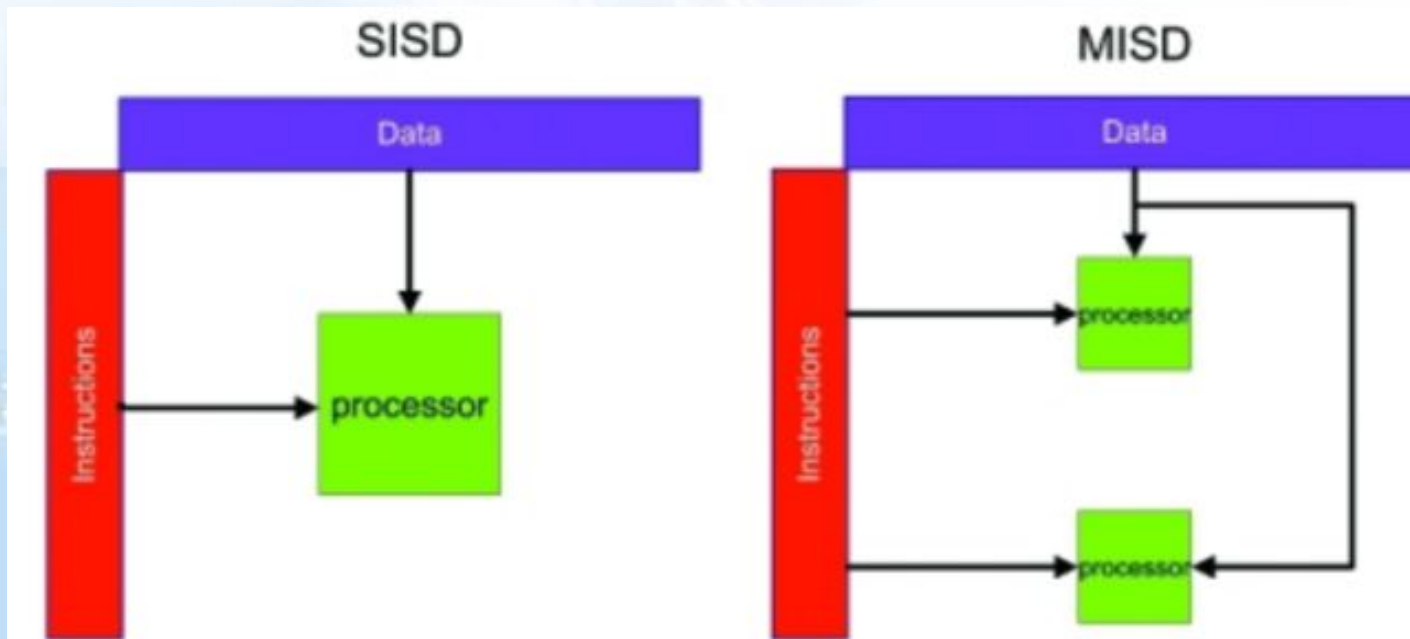 SISD
Data
Instructions
processor
MISD
Data
Instructions
processor
processor